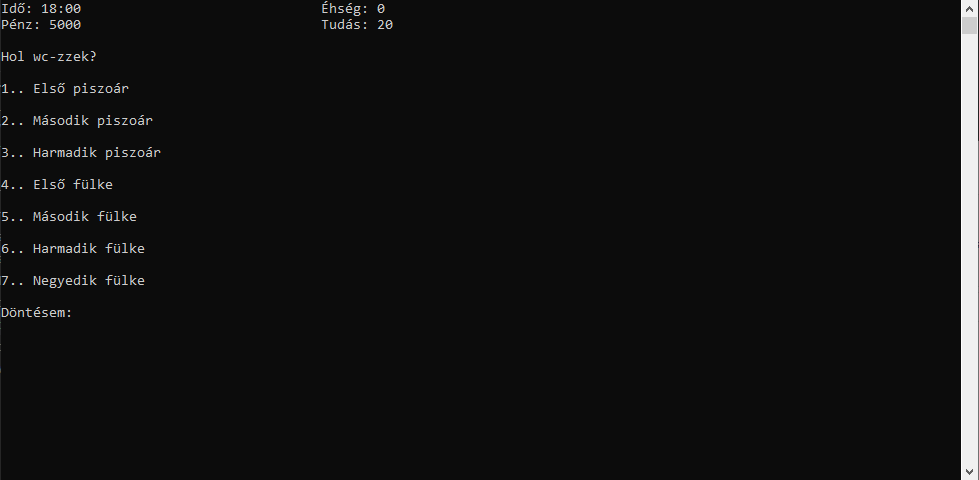 Idő: 18:00 Éhség: 0
Pénz: 5000 Tudás: 20
Hol wc-zzek?
1.. Első piszoár
2.. Második piszoár
3.. Harmadik piszoár
4.. Első fülke
5.. Második fülke
6.. Harmadik fülke
7.. Negyedik fülke
Döntésem: